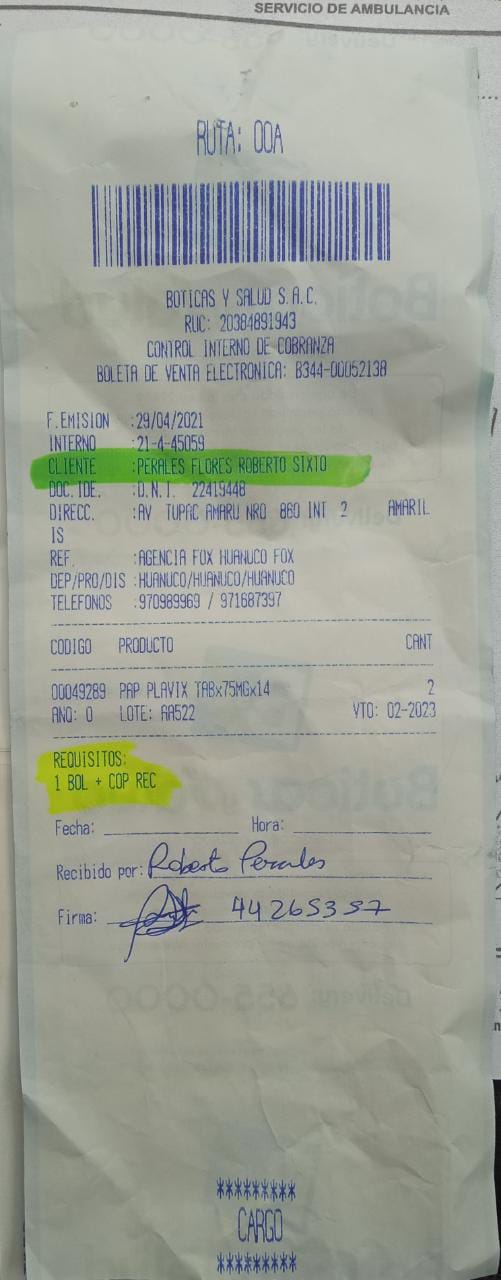 SERVICIO DE AMBULANCIA
RUTA: 00A
BOTICAS Y SALUD S.A.C.
RUC: 20384891943
CONTROL INTERNO DE COBRANZA
BOLETA DE VENTA ELECTRONICA: B344-00052138
F.EMISION :29/04/2021
INTERNO :21-4-45059
CLIENTE :PERALES FLORES ROBERTO SIXTO
DOC.IDE. :D.N.I. 22419448
DIRECC. :AV TUPAC AMARU NRO 860 INT 2 AMARIL
IS
REF. :AGENCIA FOX HUANUCO FOX
DEP/PRO/DIS :HUANUCO/HUANUCO/HUANUCO
TELEFONOS :970989969 / 971687397
CODIGO PRODUCTO CANT
00049289 PAP PLAVIX TABx75MGx14 2
ANO: 0 LOTE: AA522 VTO: 02-2023
REQUISITOS:
1 BOL + COP REC
Fecha: Hora:
Recibido por: Roberto Perales
Firma: 44265357
*********
CARGO
*********